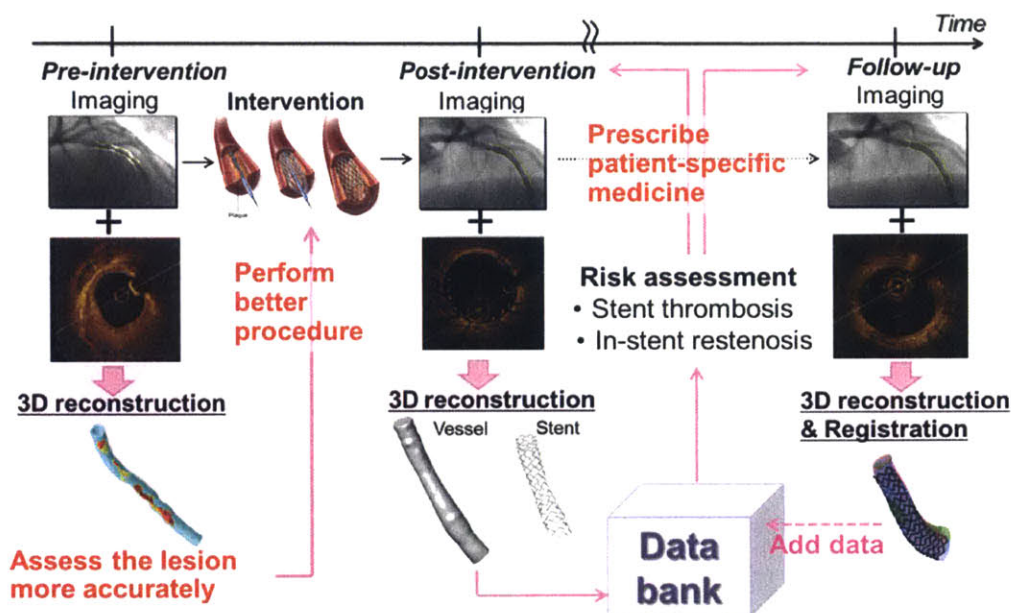 Time
Pre-intervention
Imaging
Intervention
Plaque
Post-intervention
Imaging
Follow-up
Imaging
Prescribe
patient-specific
medicine
Perform
better
procedure
Risk assessment
• Stent thrombosis
• In-stent restenosis
3D reconstruction
3D reconstruction
Vessel
Stent
3D reconstruction
& Registration
Assess the lesion
more accurately
Data
bank
Add data